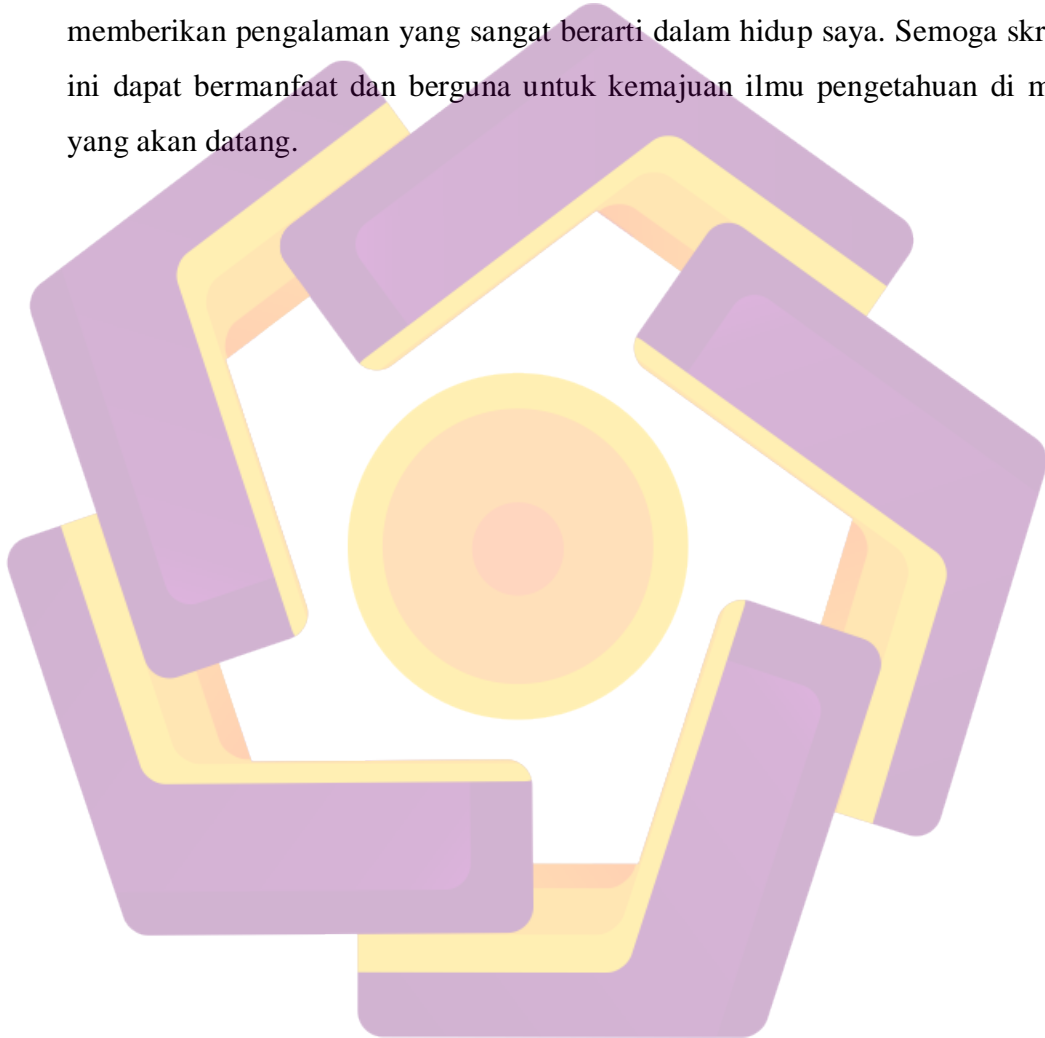 memberikan pengalaman yang sangat berarti dalam hidup saya. Semoga skr
ini dapat bermanfaat dan berguna untuk kemajuan ilmu pengetahuan di m
yang akan datang.